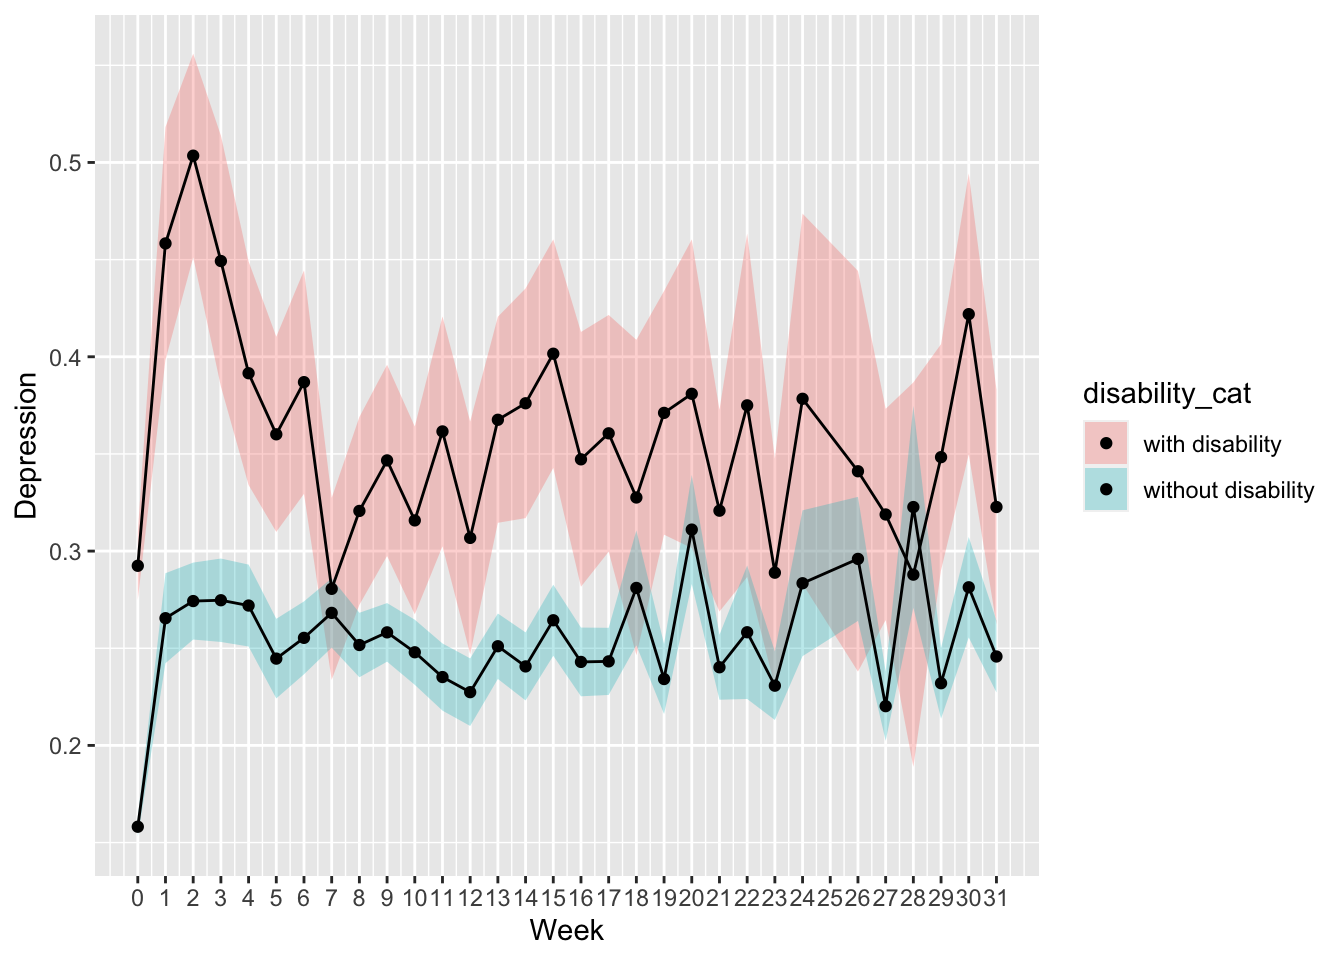 0.5
0.4
0.3
0.2
Depression
0 1 2 3 4 5 6 7 8 9 10 11 12 13 14 15 16 17 18 19 20 21 22 23 24 25 26 27 28 29 30 31
Week
disability_cat
with disability
without disability